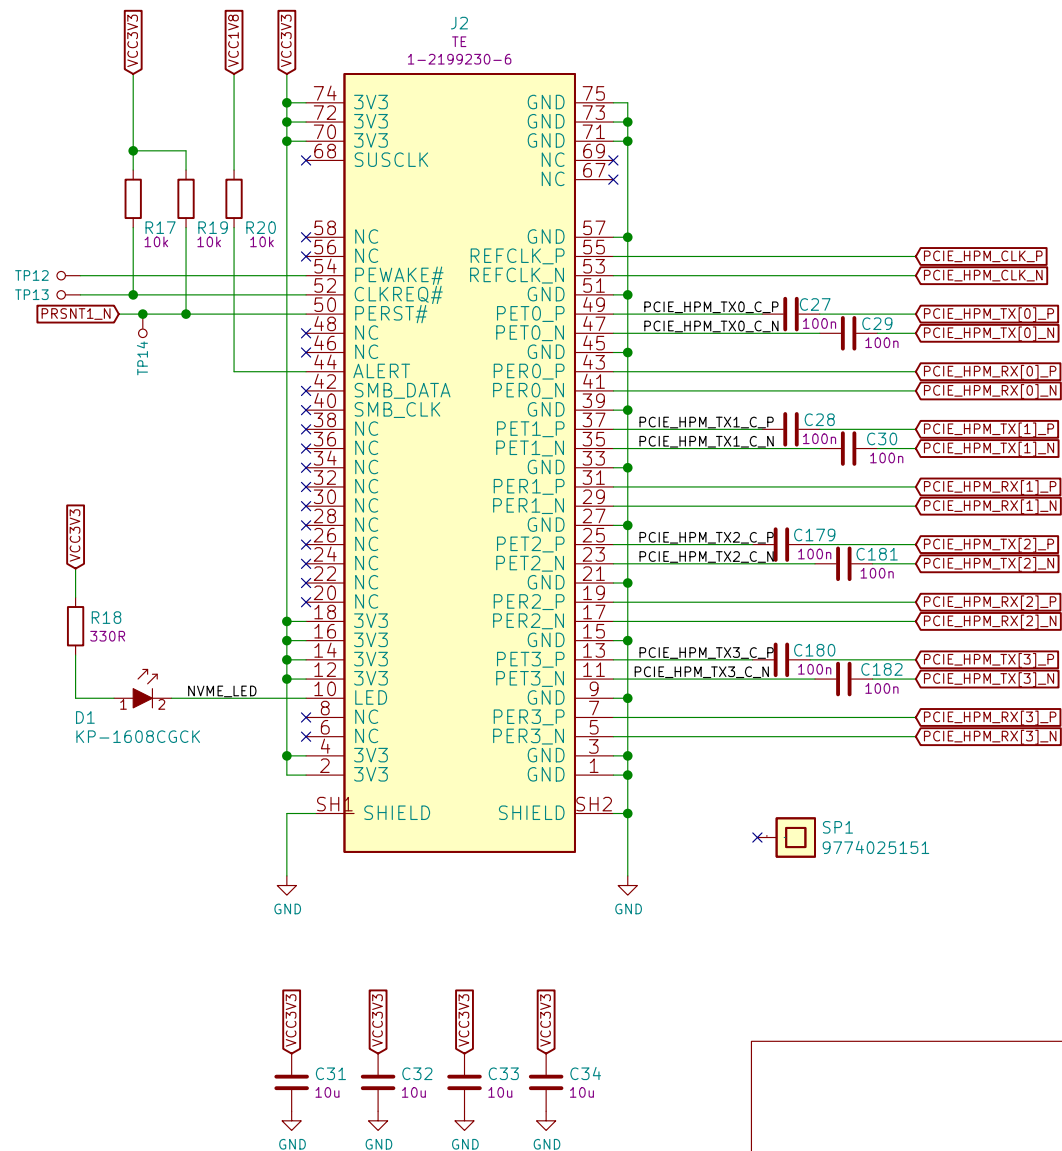 VCC3V3
VCC1V8
VCC3V3
J2
TE
1-2199230-6
74 3V3 GND 75
72 3V3 GND 73
70 3V3 GND 71
68 SUSCLK NC 69
NC 67
58 NC GND 57
56 NC REFCLK_P 55 PCIE_HPM_CLK_P
TP12 54 PEWAKE# REFCLK_N 53 PCIE_HPM_CLK_N
TP13 52 CLKREQ# GND 51
PRSNT1_N 50 PERST# PET0_P 49 PCIE_HPM_TX0_C_P PCIE_HPM_TX[0]_P
48 NC PET0_N 47 PCIE_HPM_TX0_C_N PCIE_HPM_TX[0]_N
46 NC GND 45
44 ALERT PER0_P 43 PCIE_HPM_RX[0]_P
42 SMB_DATA PER0_N 41 PCIE_HPM_RX[0]_N
40 SMB_CLK GND 39
38 NC PET1_P 37 PCIE_HPM_TX1_C_P PCIE_HPM_TX[1]_P
36 NC PET1_N 35 PCIE_HPM_TX1_C_N PCIE_HPM_TX[1]_N
34 NC GND 33
32 NC PER1_P 31 PCIE_HPM_RX[1]_P
30 NC PER1_N 29 PCIE_HPM_RX[1]_N
28 NC GND 27
26 NC PET2_P 25 PCIE_HPM_TX2_C_P PCIE_HPM_TX[2]_P
24 NC PET2_N 23 PCIE_HPM_TX2_C_N PCIE_HPM_TX[2]_N
22 NC GND 21
20 NC PER2_P 19 PCIE_HPM_RX[2]_P
18 3V3 PER2_N 17 PCIE_HPM_RX[2]_N
16 3V3 GND 15
14 3V3 PET3_P 13 PCIE_HPM_TX3_C_P PCIE_HPM_TX[3]_P
12 3V3 PET3_N 11 PCIE_HPM_TX3_C_N PCIE_HPM_TX[3]_N
NVME_LED 10 LED GND 9
8 NC PER3_P 7 PCIE_HPM_RX[3]_P
6 NC PER3_N 5 PCIE_HPM_RX[3]_N
4 3V3 GND 3
2 3V3 GND 1
SH1 SHIELD SHIELD SH2
R17
10k
R19
10k
R20
10k
TP14
C27
100n
C29
100n
C28
100n
C30
100n
C179
100n
C181
100n
C180
100n
C182
100n
VCC3V3
R18
330R
1 2
D1
KP-1608CGCK
SP1
9774025151
GND
GND
VCC3V3
C31
10u
GND
VCC3V3
C32
10u
GND
VCC3V3
C33
10u
GND
VCC3V3
C34
10u
GND